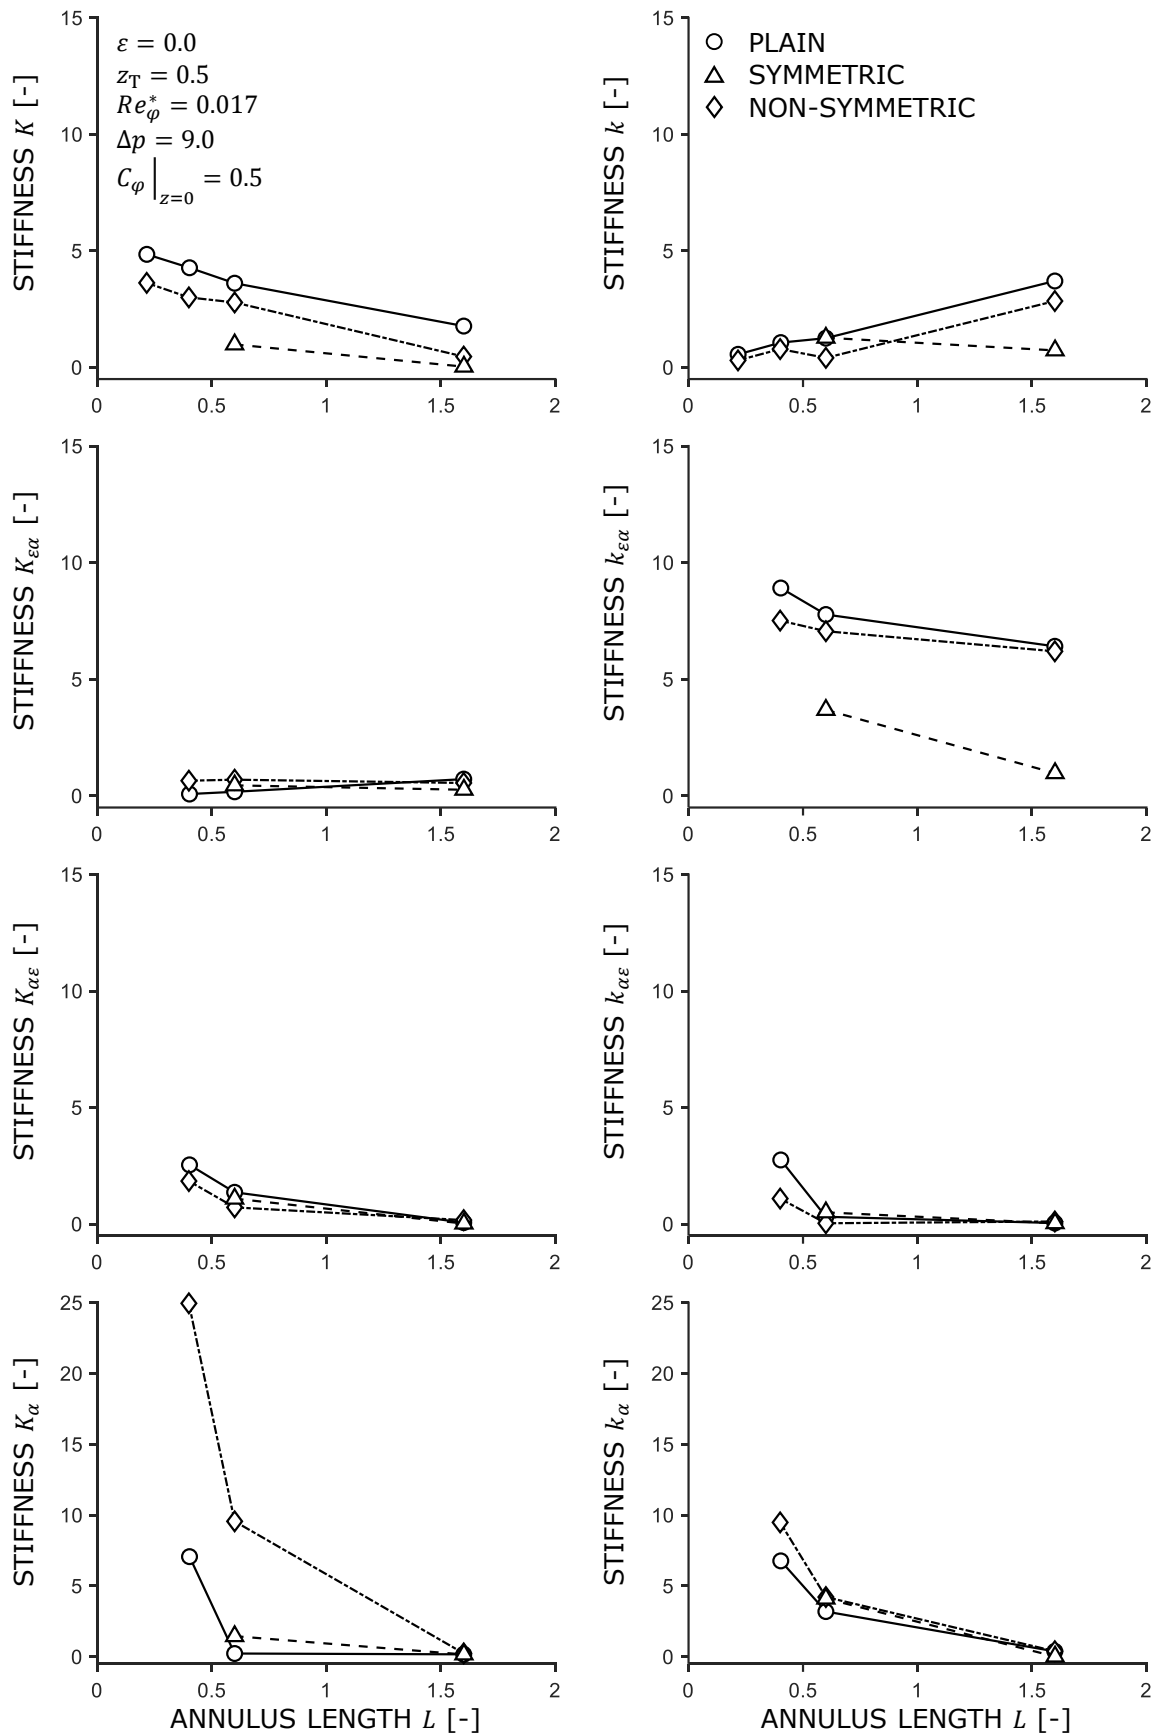 15
10
5
0
STIFFNESS K [-]
ε = 0.0
z_T = 0.5
Re*_φ = 0.017
Δp = 9.0
C_φ |_z=0 = 0.5
0 0.5 1 1.5 2
15
10
5
0
STIFFNESS k [-]
PLAIN
SYMMETRIC
NON-SYMMETRIC
0 0.5 1 1.5 2
15
10
5
0
STIFFNESS K_εα [-]
0 0.5 1 1.5 2
15
10
5
0
STIFFNESS k_εα [-]
0 0.5 1 1.5 2
15
10
5
0
STIFFNESS K_αε [-]
0 0.5 1 1.5 2
15
10
5
0
STIFFNESS k_αε [-]
0 0.5 1 1.5 2
25
20
15
10
5
0
STIFFNESS K_α [-]
0 0.5 1 1.5 2
ANNULUS LENGTH L [-]
25
20
15
10
5
0
STIFFNESS k_α [-]
0 0.5 1 1.5 2
ANNULUS LENGTH L [-]